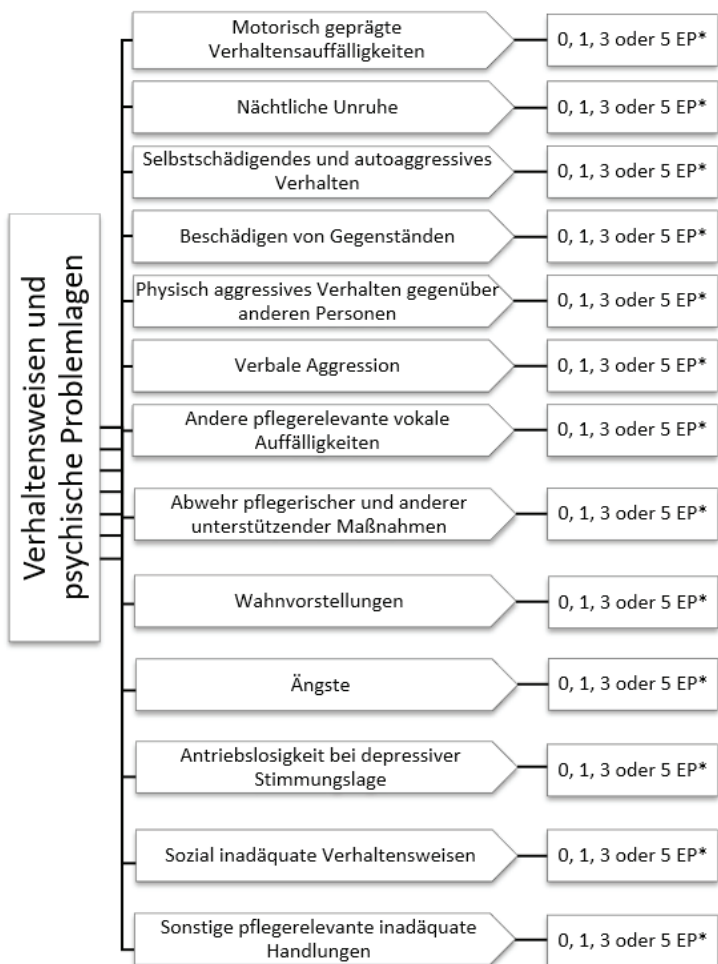 Verhaltensweisen und
psychische Problemlagen
Motorisch geprägte
Verhaltensauffälligkeiten
0, 1, 3 oder 5 EP*
Nächtliche Unruhe
0, 1, 3 oder 5 EP*
Selbstschädigendes und autoaggressives
Verhalten
0, 1, 3 oder 5 EP*
Beschädigen von Gegenständen
0, 1, 3 oder 5 EP*
Physisch aggressives Verhalten gegenüber
anderen Personen
0, 1, 3 oder 5 EP*
Verbale Aggression
0, 1, 3 oder 5 EP*
Andere pflegerelevante vokale
Auffälligkeiten
0, 1, 3 oder 5 EP*
Abwehr pflegerischer und anderer
unterstützender Maßnahmen
0, 1, 3 oder 5 EP*
Wahnvorstellungen
0, 1, 3 oder 5 EP*
Ängste
0, 1, 3 oder 5 EP*
Antriebslosigkeit bei depressiver
Stimmungslage
0, 1, 3 oder 5 EP*
Sozial inadäquate Verhaltensweisen
0, 1, 3 oder 5 EP*
Sonstige pflegerelevante inadäquate
Handlungen
0, 1, 3 oder 5 EP*